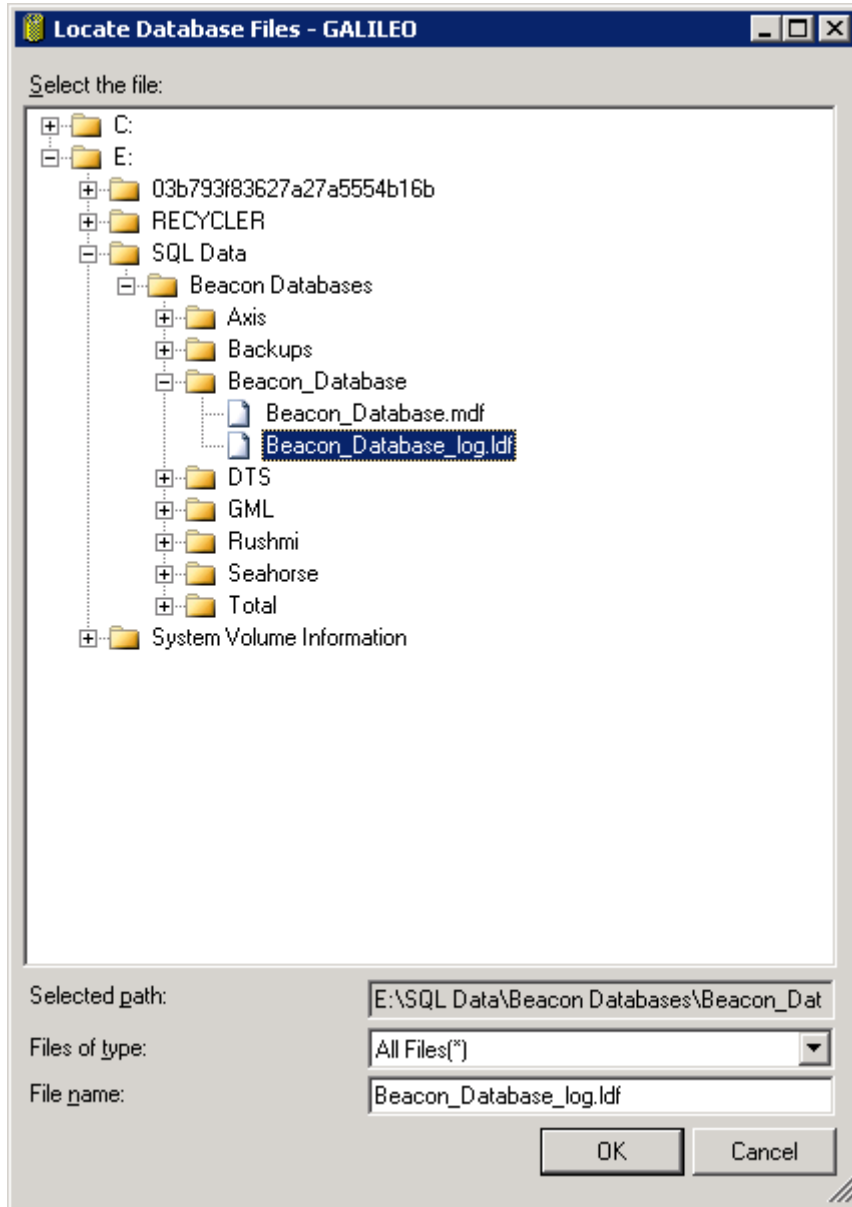 Locate Database Files - GALILEO
Select the file:
C:
E:
03b793f83627a27a5554b16b
RECYCLER
SQL Data
Beacon Databases
Axis
Backups
Beacon_Database
Beacon_Database.mdf
Beacon_Database_log.ldf
DTS
GML
Rushmi
Seahorse
Total
System Volume Information
Selected path: E:\SQL Data\Beacon Databases\Beacon_Dat
Files of type: All Files(*)
File name: Beacon_Database_log.ldf
OK Cancel